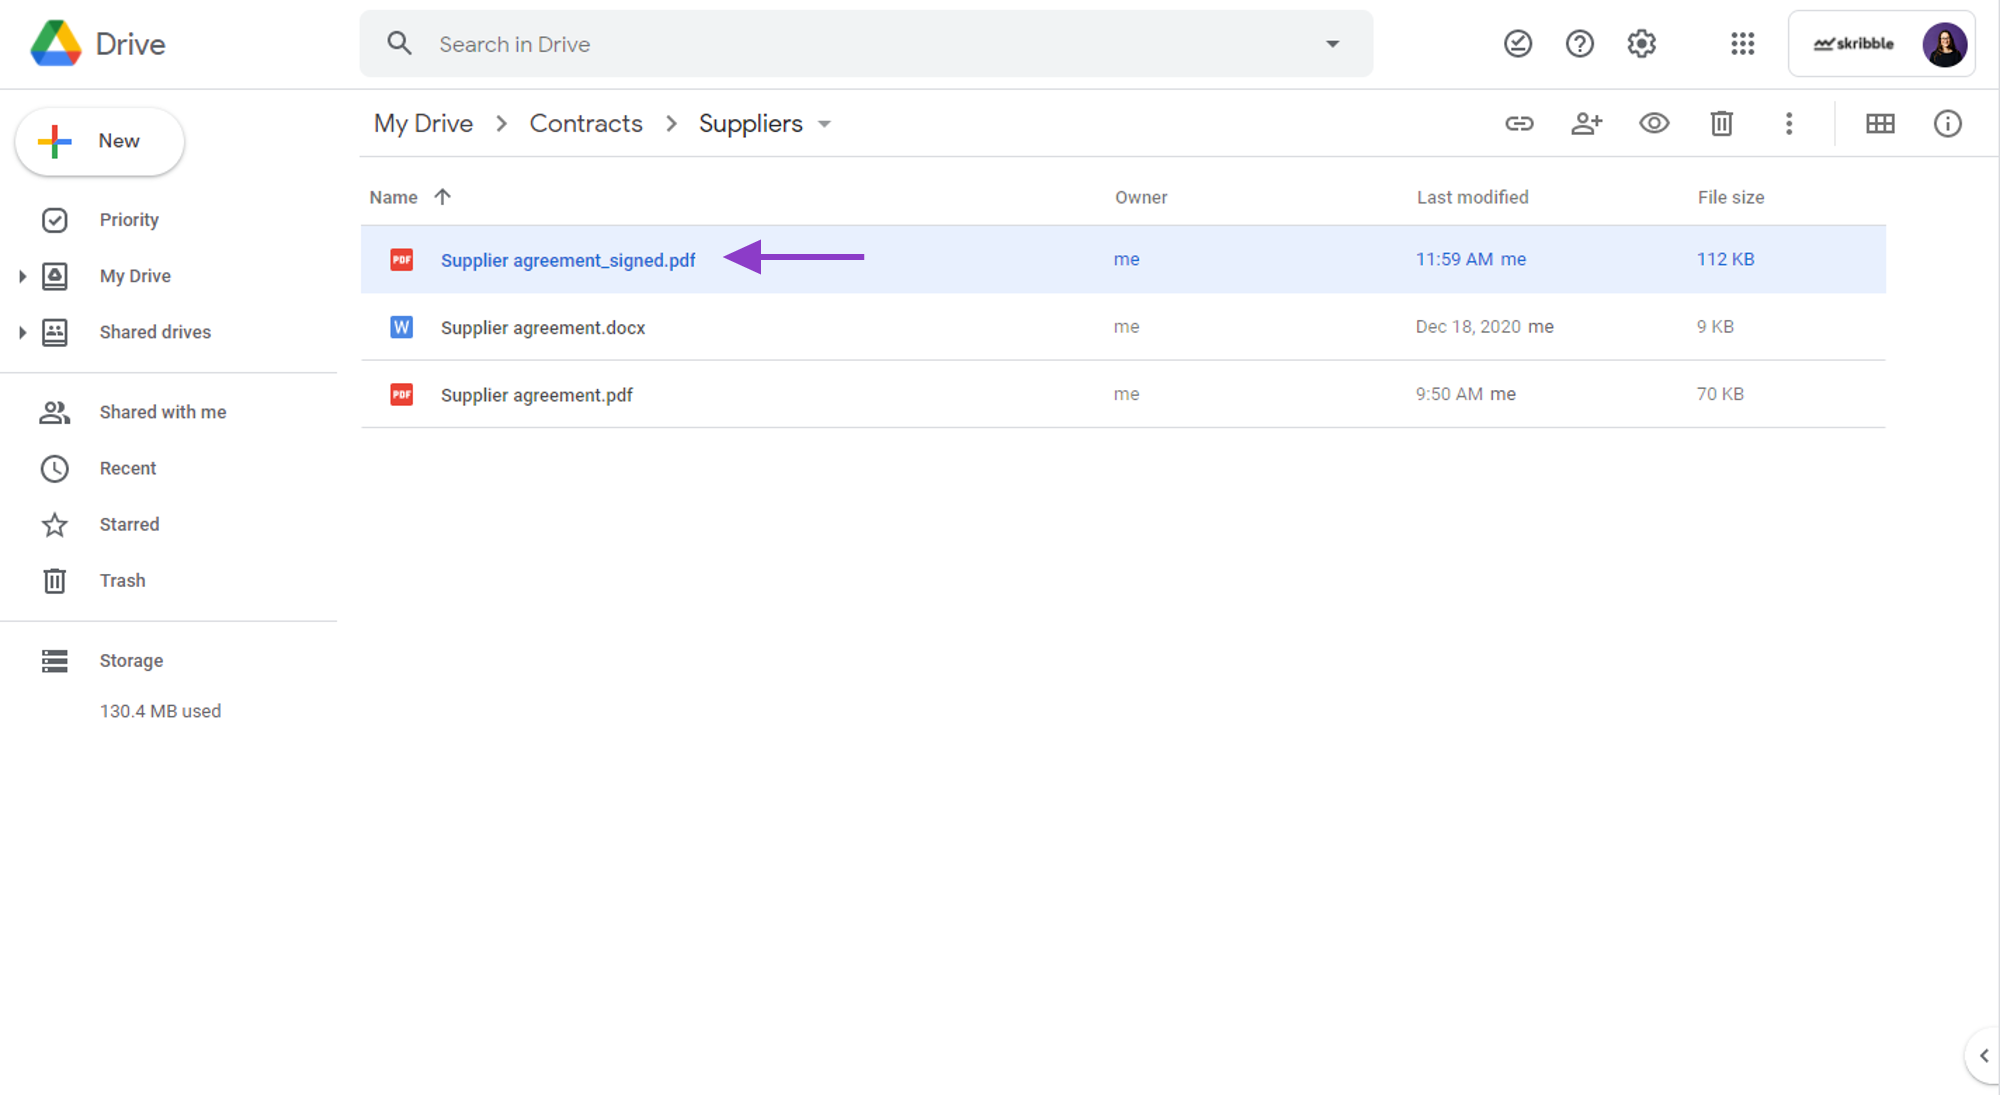 Drive
Search in Drive
skribble
New
My Drive
Contracts
Suppliers
Priority
My Drive
Shared drives
Shared with me
Recent
Starred
Trash
Storage
130.4 MB used
Name Owner Last modified File size
PDF Supplier agreement_signed.pdf me 11:59 AM me 112 KB
W Supplier agreement.docx me Dec 18, 2020 me 9 KB
PDF Supplier agreement.pdf me 9:50 AM me 70 KB